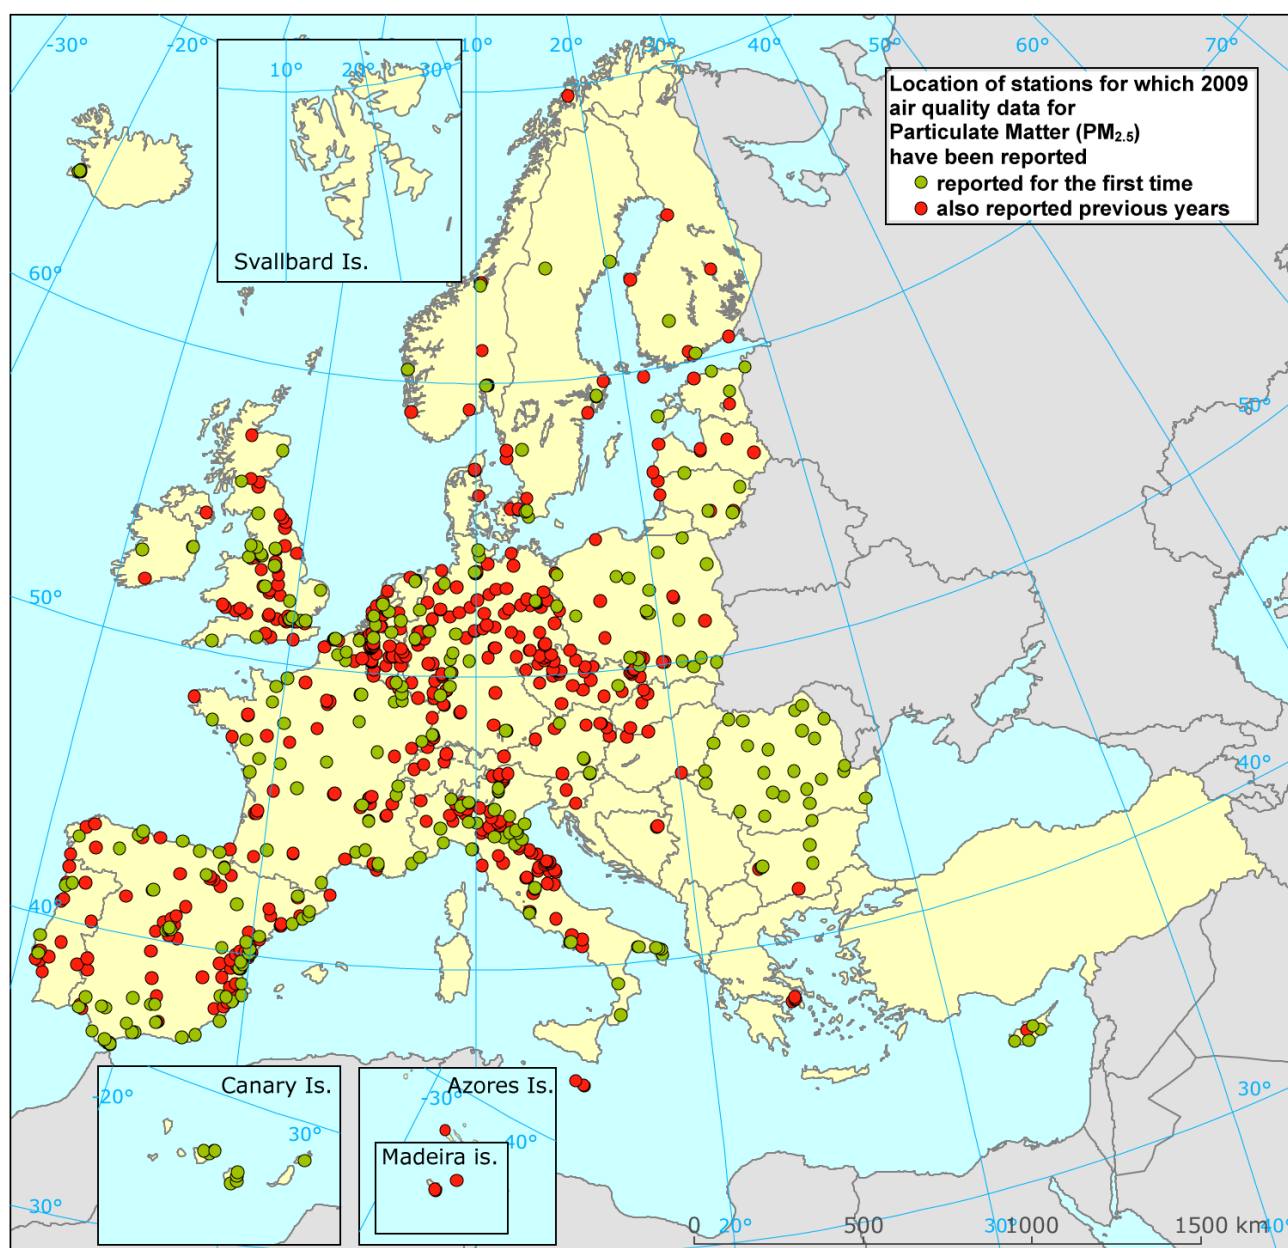 -30°
-20°
10°
20°
30°
40°
50°
60°
70°
10°
20°
30°
Location of stations for which 2009
air quality data for
Particulate Matter (PM2.5)
have been reported
reported for the first time
also reported previous years
Svallbard Is.
60°
50°
50°
40°
40°
30°
30°
Canary Is.
-20°
30°
Azores Is.
-30°
40°
Madeira is.
0 500 1000 1500 km
20°
30°
40°